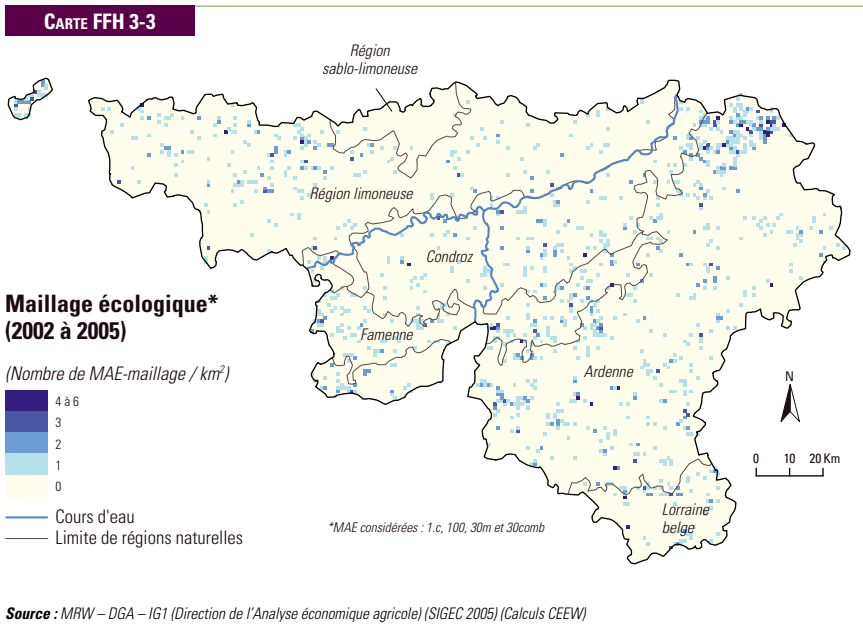 CARTE FFH 3-3
Région
sablo-limoneuse
Région limoneuse
Condroz
Famenne
Ardenne
Lorraine
belge
Maillage écologique*
(2002 à 2005)
(Nombre de MAE-maillage / km²)
4 à 6
3
2
1
0
Cours d'eau
Limite de régions naturelles
*MAE considérées : 1.c, 100, 30m et 30comb
N
0 10 20 Km
Source : MRW – DGA – IG1 (Direction de l'Analyse économique agricole) (SIGEC 2005) (Calculs CEEW)